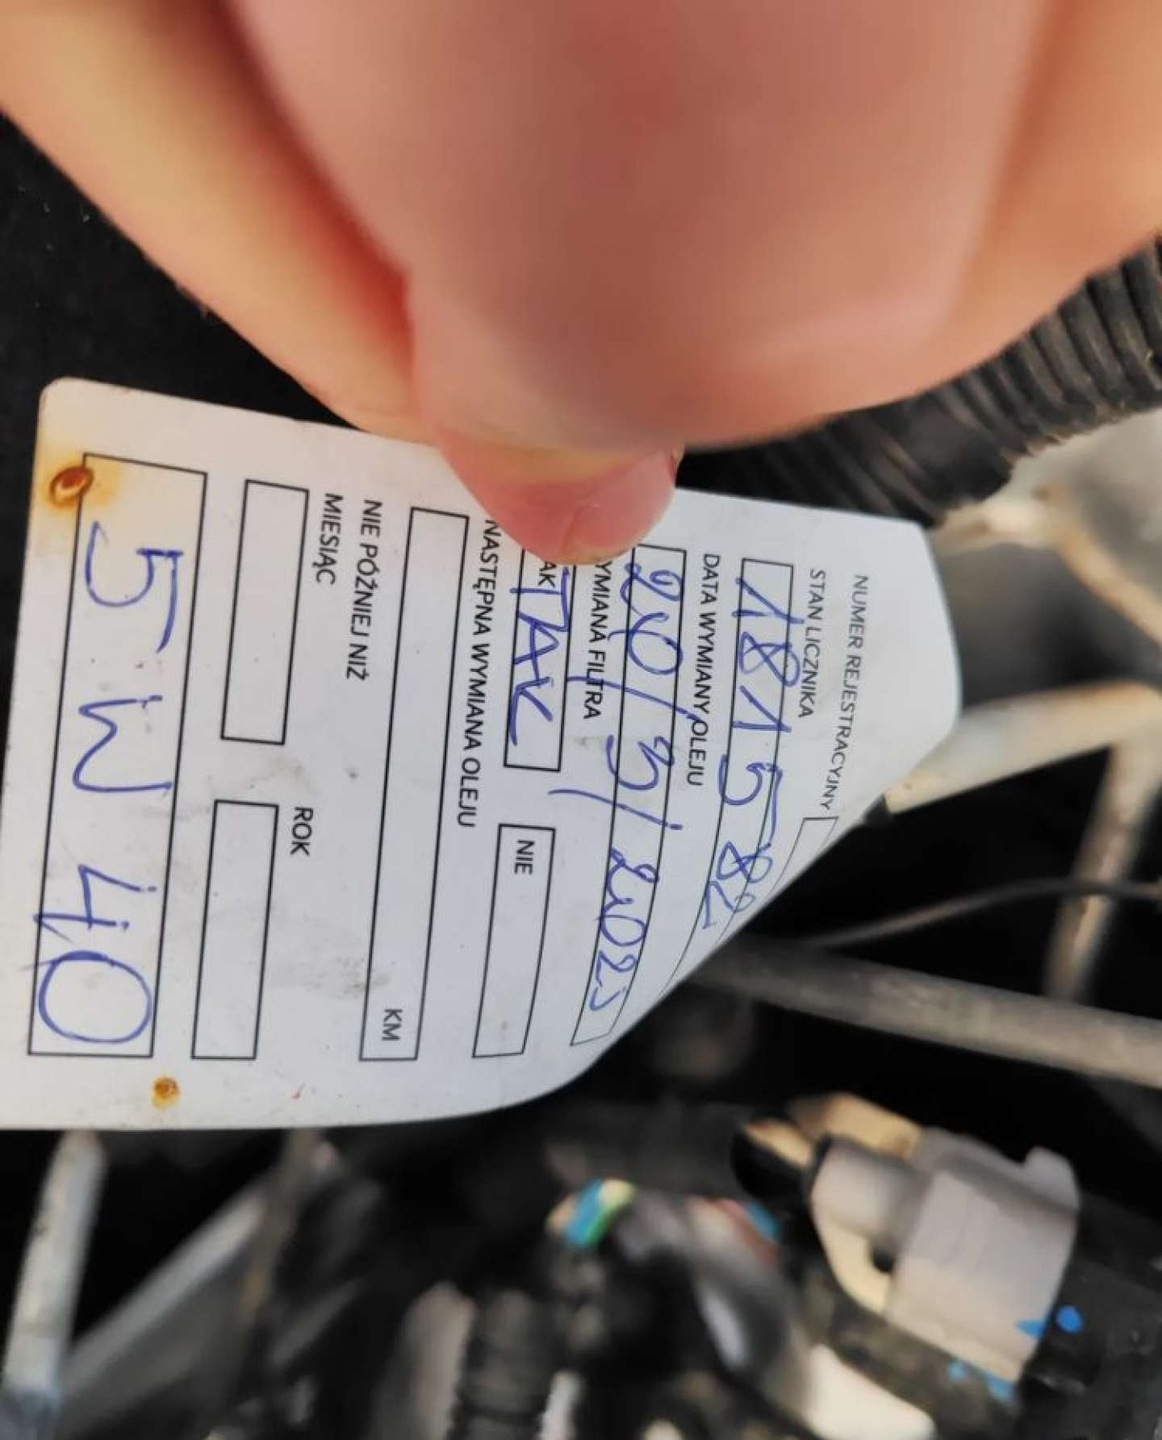 NUMER REJESTRACYJNY
STAN LICZNIKA
181582
DATA WYMIANY OLEJU
20/3/2023
WYMIANA FILTRA
TAK NIE
NASTĘPNA WYMIANA OLEJU
KM
NIE PÓŹNIEJ NIŻ
MIESIĄC ROK
5W40